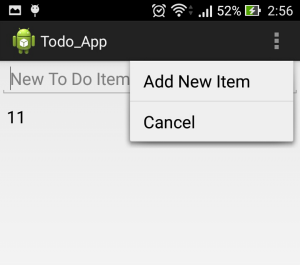 52% 2:56
Todo_App
New To Do Item
Add New Item
11
Cancel